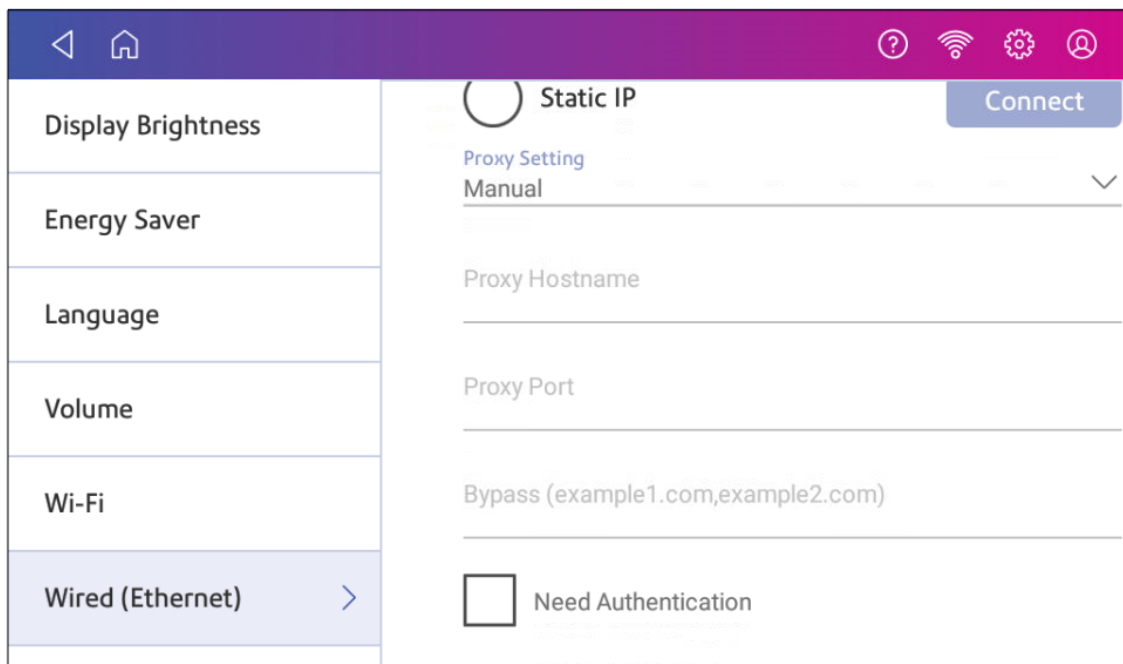 Display Brightness
Energy Saver
Language
Volume
Wi-Fi
Wired (Ethernet)
Static IP
Connect
Proxy Setting
Manual
Proxy Hostname
Proxy Port
Bypass (example1.com,example2.com)
Need Authentication